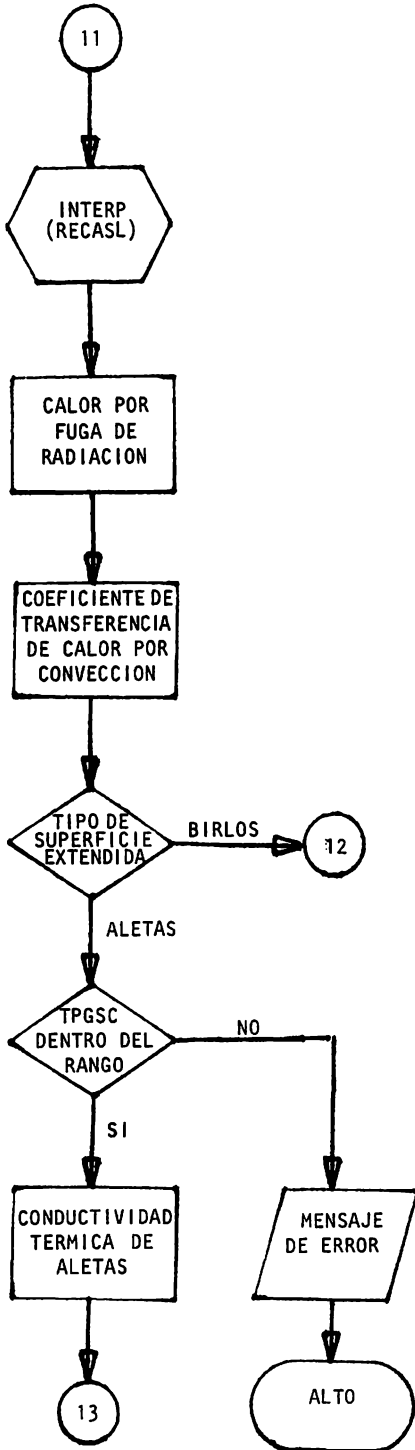 11
INTERP
(RECASL)
CALOR POR
FUGA DE
RADIACION
COEFICIENTE DE
TRANSFERENCIA
DE CALOR POR
CONVECCION
TIPO DE
SUPERFICIE
EXTENDIDA
BIRLOS
12
ALETAS
TPGSC
DENTRO DEL
RANGO
NO
SI
CONDUCTIVIDAD
TERMICA DE
ALETAS
MENSAJE
DE ERROR
13
ALTO